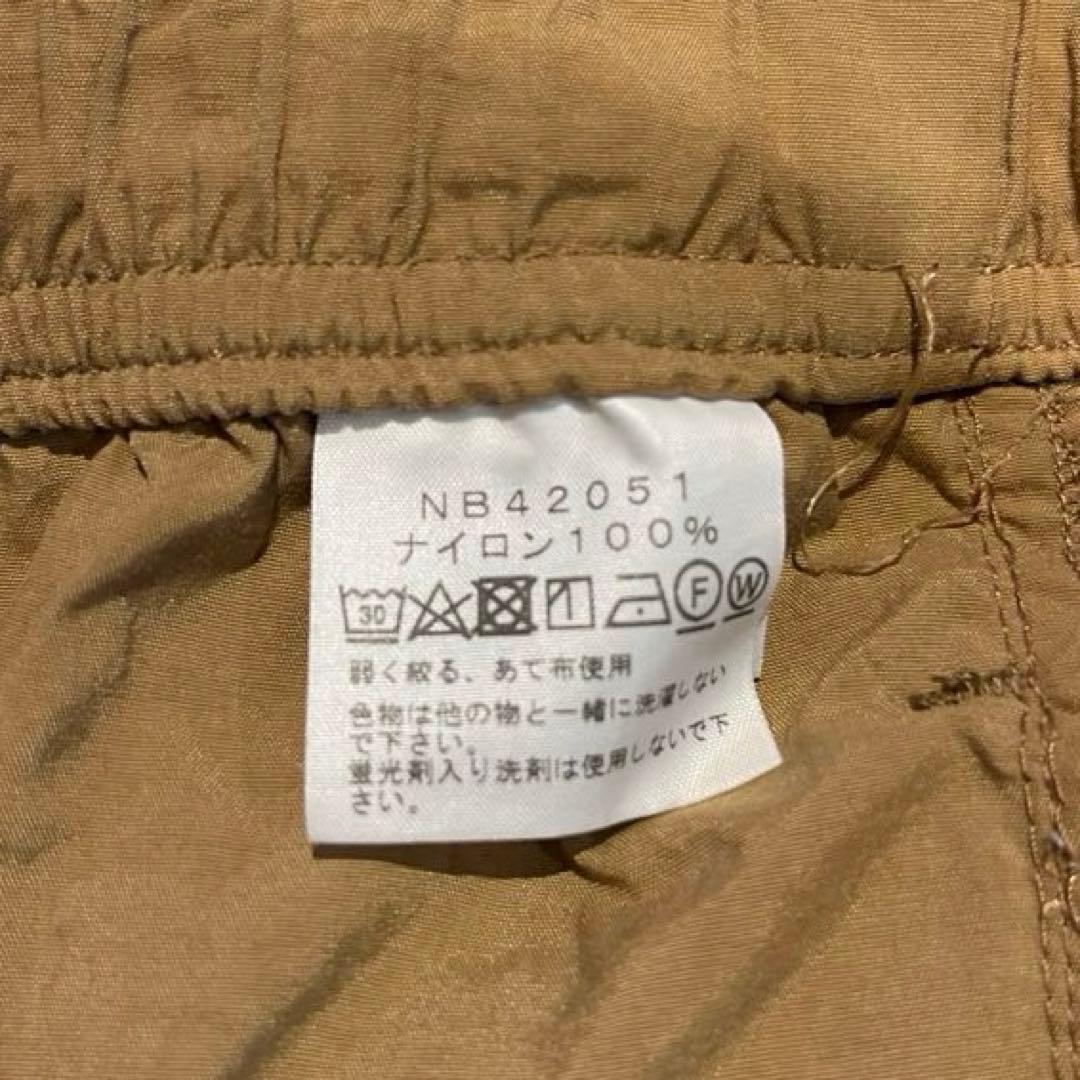 NB42051
ナイロン100%
30 F W
弱く絞る、あて布使用
色物は他の物と一緒に洗濯しない
で下さい。
蛍光剤入り洗剤は使用しないで下
さい。